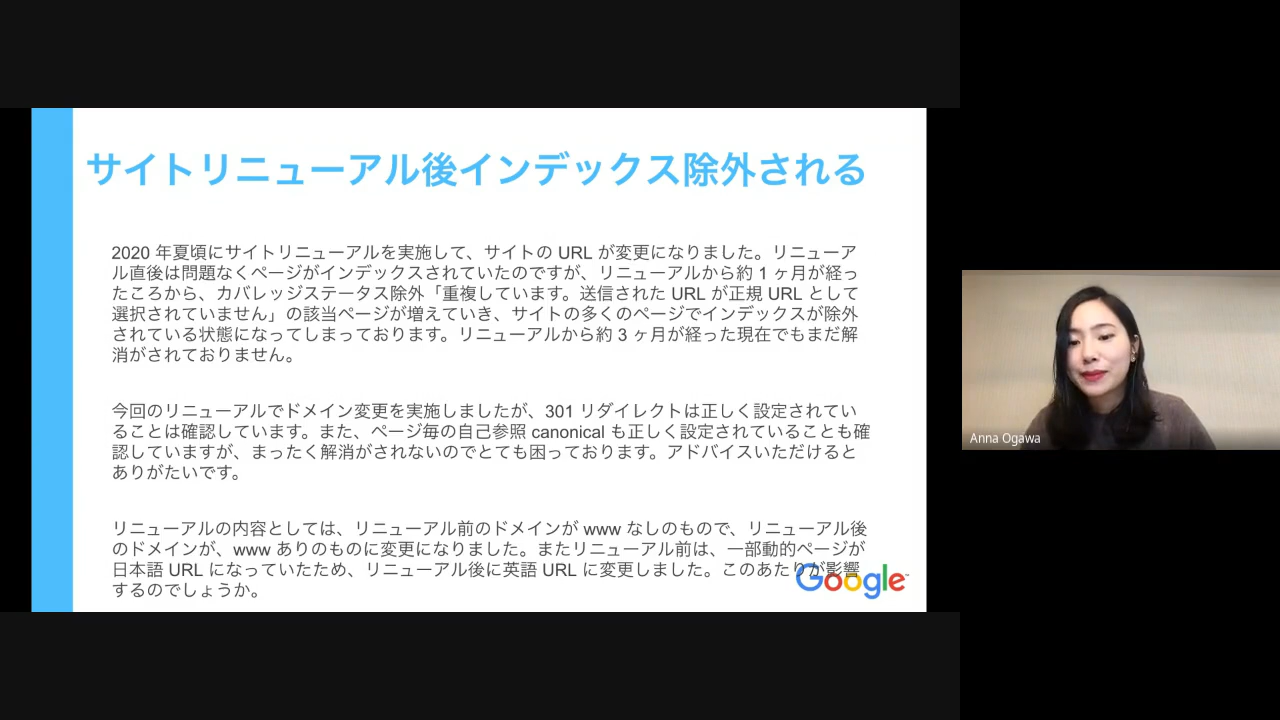 サイトリニューアル後インデックス除外される
2020 年夏頃にサイトリニューアルを実施して、サイトの URL が変更になりました。リニューア
ル直後は問題なくページがインデックスされていたのですが、リニューアルから約 1 ヶ月が経っ
たころから、カバレッジステータス除外「重複しています。送信された URL が正規 URL として
選択されていません」の該当ページが増えていき、サイトの多くのページでインデックスが除外
されている状態になってしまっております。リニューアルから約 3 ヶ月が経った現在でもまだ解
消がされておりません。
今回のリニューアルでドメイン変更を実施しましたが、301 リダイレクトは正しく設定されてい
ることは確認しています。また、ページ毎の自己参照 canonical も正しく設定されていることも確
認していますが、まったく解消がされないのでとても困っております。アドバイスいただけると
ありがたいです。
リニューアルの内容としては、リニューアル前のドメインが www なしのもので、リニューアル後
のドメインが、www ありのものに変更になりました。またリニューアル前は、一部動的ページが
日本語 URL になっていたため、リニューアル後に英語 URL に変更しました。このあたりが影響
するのでしょうか。
Google
Anna Ogawa